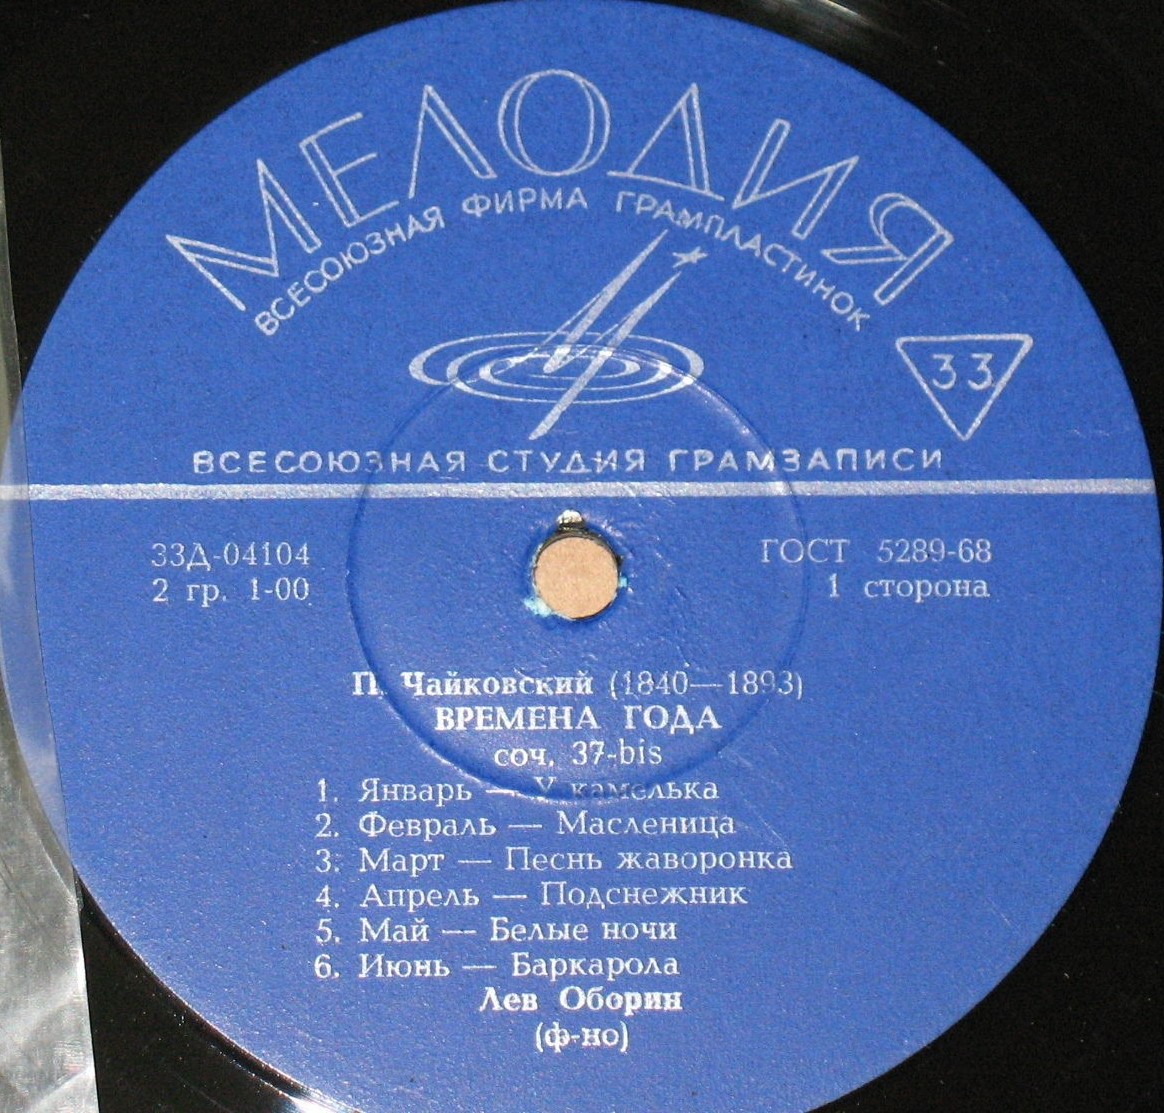 МЕЛОДИЯ
ВСЕСОЮЗНАЯ ФИРМА ГРАМПЛАСТИНОК
33
ВСЕСОЮЗНАЯ СТУДИЯ ГРАМЗАПИСИ
33Д-04104
2 гр. 1-00
ГОСТ 5289-68
1 сторона
П. Чайковский (1840—1893)
ВРЕМЕНА ГОДА
соч. 37-bis
1. Январь — У камелька
2. Февраль — Масленица
3. Март — Песнь жаворонка
4. Апрель — Подснежник
5. Май — Белые ночи
6. Июнь — Баркарола
Лев Оборин
(ф-но)